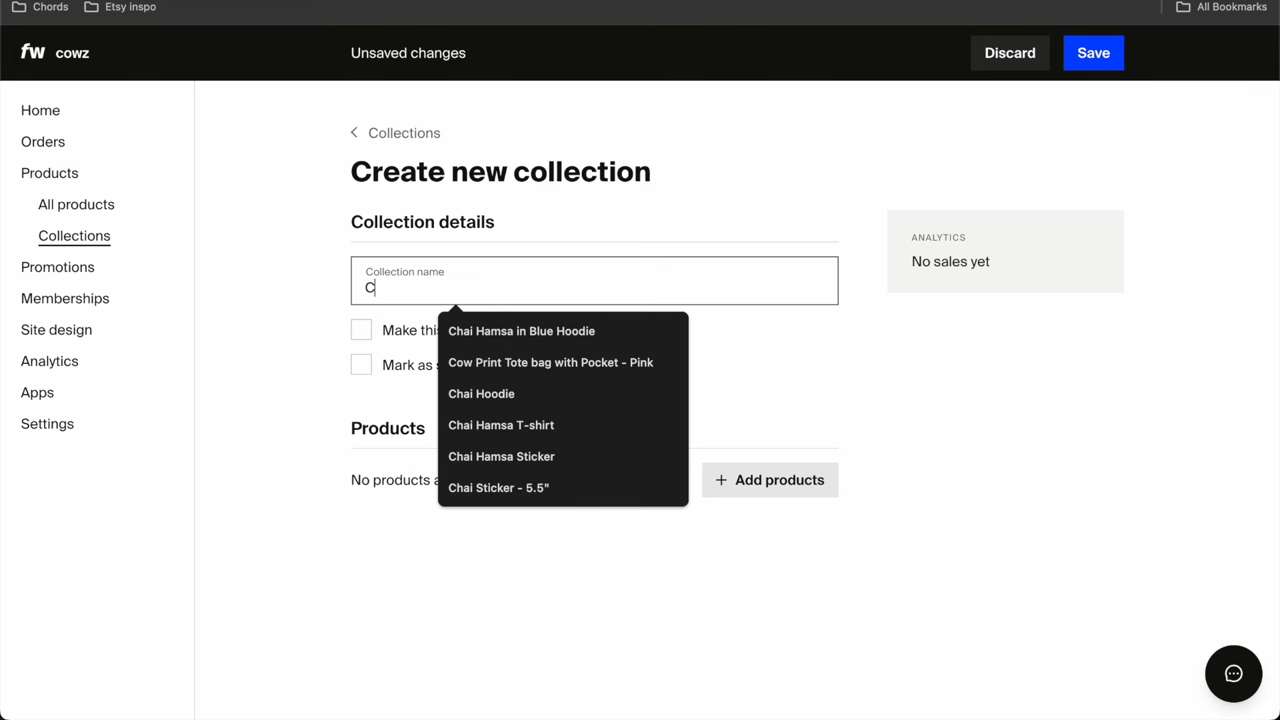 Chords Etsy inspo All Bookmarks
fw cowz Unsaved changes Discard Save
Home
Orders
Products
All products
Collections
Promotions
Memberships
Site design
Analytics
Apps
Settings
Collections
Create new collection
Collection details
Collection name
C
Make this
Mark as s
Chai Hamsa in Blue Hoodie
Cow Print Tote bag with Pocket - Pink
Chai Hoodie
Chai Hamsa T-shirt
Chai Hamsa Sticker
Chai Sticker - 5.5"
Products
No products a
+ Add products
ANALYTICS
No sales yet